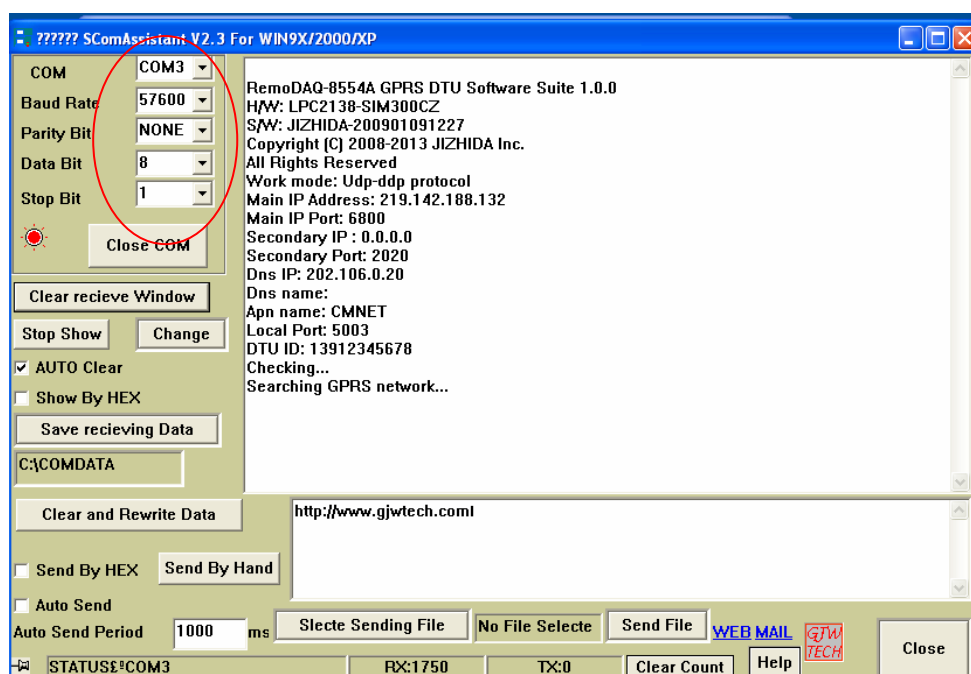 ?????? SComAssistant V2.3 For WIN9X/2000/XP
COM COM3
Baud Rate 57600
Parity Bit NONE
Data Bit 8
Stop Bit 1
Close COM
Clear recieve Window
Stop Show Change
AUTO Clear
Show By HEX
Save recieving Data
C:\COMDATA
RemoDAQ-8554A GPRS DTU Software Suite 1.0.0
H/W: LPC2138-SIM300CZ
S/W: JIZHIDA-200901091227
Copyright (C) 2008-2013 JIZHIDA Inc.
All Rights Reserved
Work mode: Udp-ddp protocol
Main IP Address: 219.142.188.132
Main IP Port: 6800
Secondary IP : 0.0.0.0
Secondary Port: 2020
Dns IP: 202.106.0.20
Dns name:
Apn name: CMNET
Local Port: 5003
DTU ID: 13912345678
Checking...
Searching GPRS network...
Clear and Rewrite Data
http://www.gjwtech.coml
Send By HEX Send By Hand
Auto Send
Auto Send Period 1000 ms
Slecte Sending File No File Selecte Send File WEB MAIL GJW TECH Close
STATUS£ºCOM3 RX:1750 TX:0 Clear Count Help